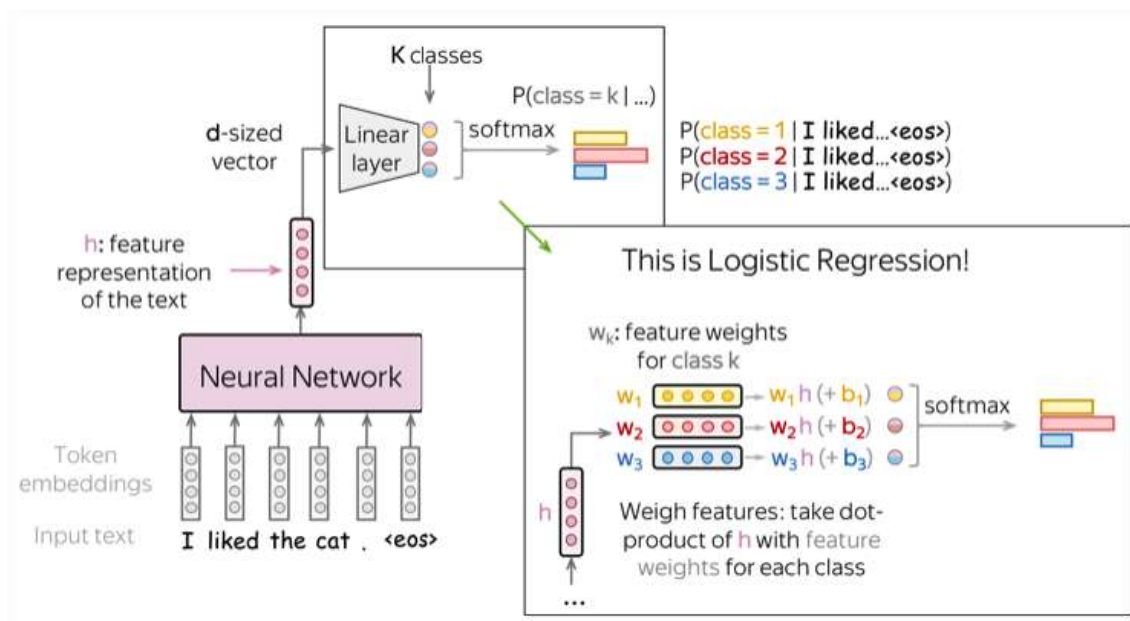 K classes
P(class = k | ...)
Linear
layer
softmax
d-sized
vector
P(class = 1 | I liked...<eos>)
P(class = 2 | I liked...<eos>)
P(class = 3 | I liked...<eos>)
h: feature
representation
of the text
Neural Network
Token
embeddings
Input text
I liked the cat . <eos>
This is Logistic Regression!
wₖ: feature weights
for class k
w₁ w₁h (+ b₁)
w₂ w₂h (+ b₂)
w₃ w₃h (+ b₃)
softmax
h
Weigh features: take dot-
product of h with feature
weights for each class
...